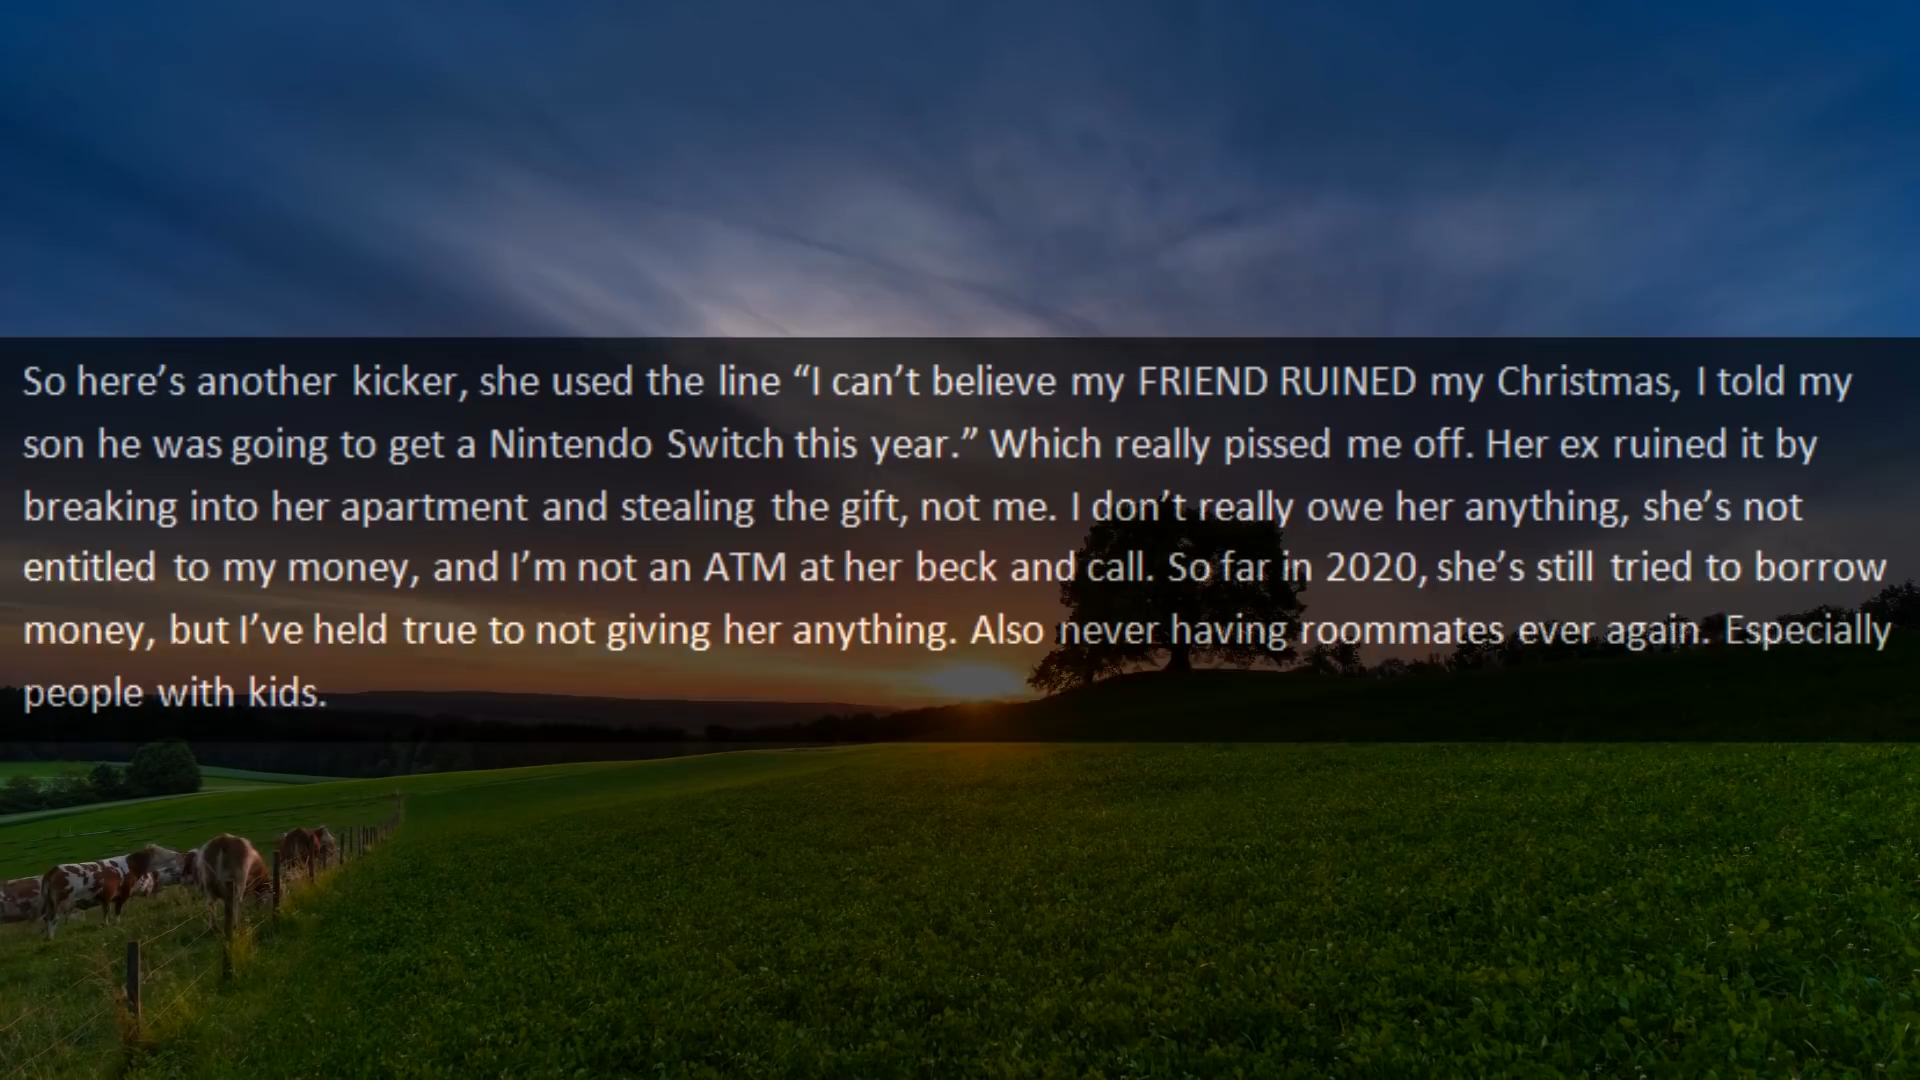 So here’s another kicker, she used the line “I can’t believe my FRIEND RUINED my Christmas, I told my
son he was going to get a Nintendo Switch this year.” Which really pissed me off. Her ex ruined it by
breaking into her apartment and stealing the gift, not me. I don’t really owe her anything, she’s not
entitled to my money, and I’m not an ATM at her beck and call. So far in 2020, she’s still tried to borrow
money, but I’ve held true to not giving her anything. Also never having roommates ever again. Especially
people with kids.